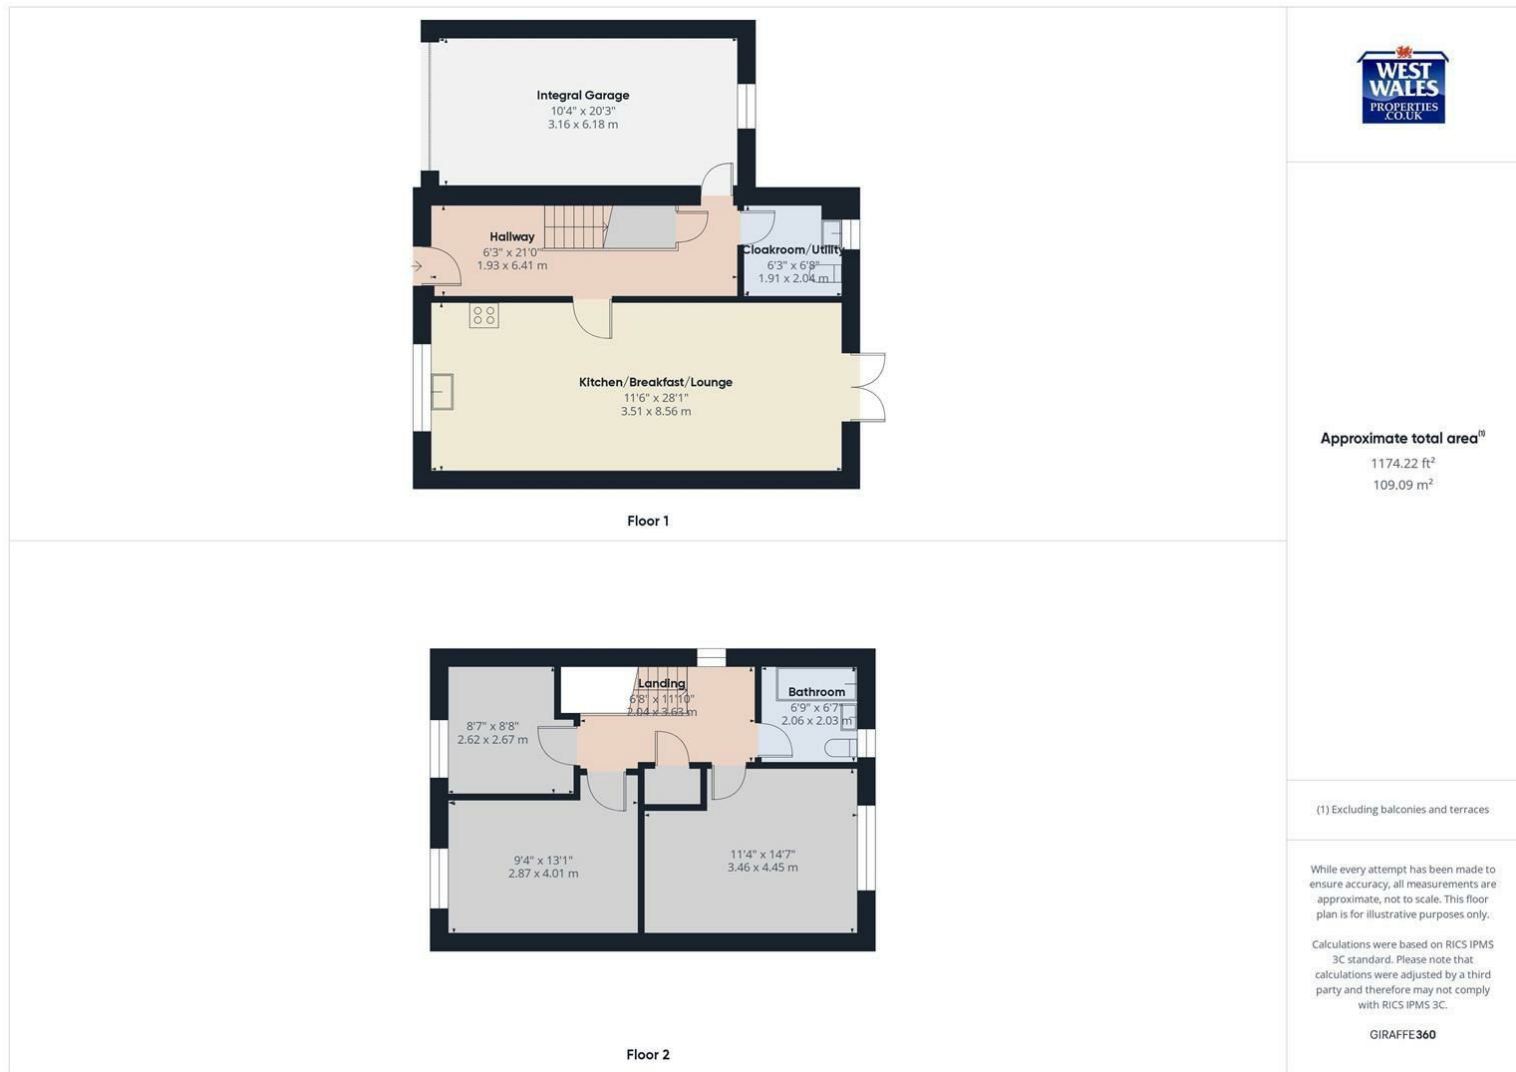 Integral Garage
10'4" x 20'3"
3.16 x 6.18 m
Hallway
6'3" x 21'0"
1.93 x 6.41 m
Cloakroom/Utility
6'3" x 6'8"
1.91 x 2.04 m
Kitchen/Breakfast/Lounge
11'6" x 28'1"
3.51 x 8.56 m
Floor 1
Landing
6'8" x 11'10"
2.04 x 3.63 m
Bathroom
6'9" x 6'7"
2.06 x 2.03 m
8'7" x 8'8"
2.62 x 2.67 m
9'4" x 13'1"
2.87 x 4.01 m
11'4" x 14'7"
3.46 x 4.45 m
Floor 2
WEST
WALES
PROPERTIES
.CO.UK
Approximate total area(1)
1174.22 ft²
109.09 m²
(1) Excluding balconies and terraces
While every attempt has been made to
ensure accuracy, all measurements are
approximate, not to scale. This floor
plan is for illustrative purposes only.
Calculations were based on RICS IPMS
3C standard. Please note that
calculations were adjusted by a third
party and therefore may not comply
with RICS IPMS 3C.
GIRAFFE360